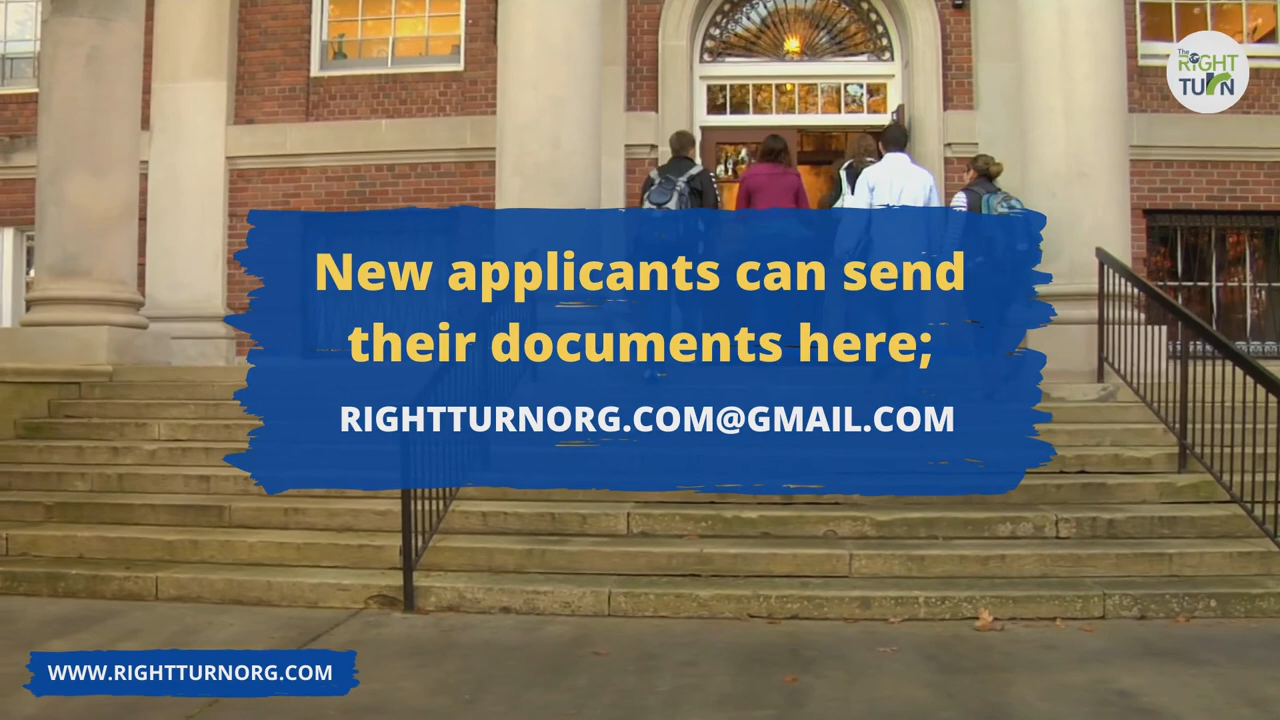 The
RiGHT
TURN
New applicants can send
their documents here;
RIGHTTURNORG.COM@GMAIL.COM
WWW.RIGHTTURNORG.COM